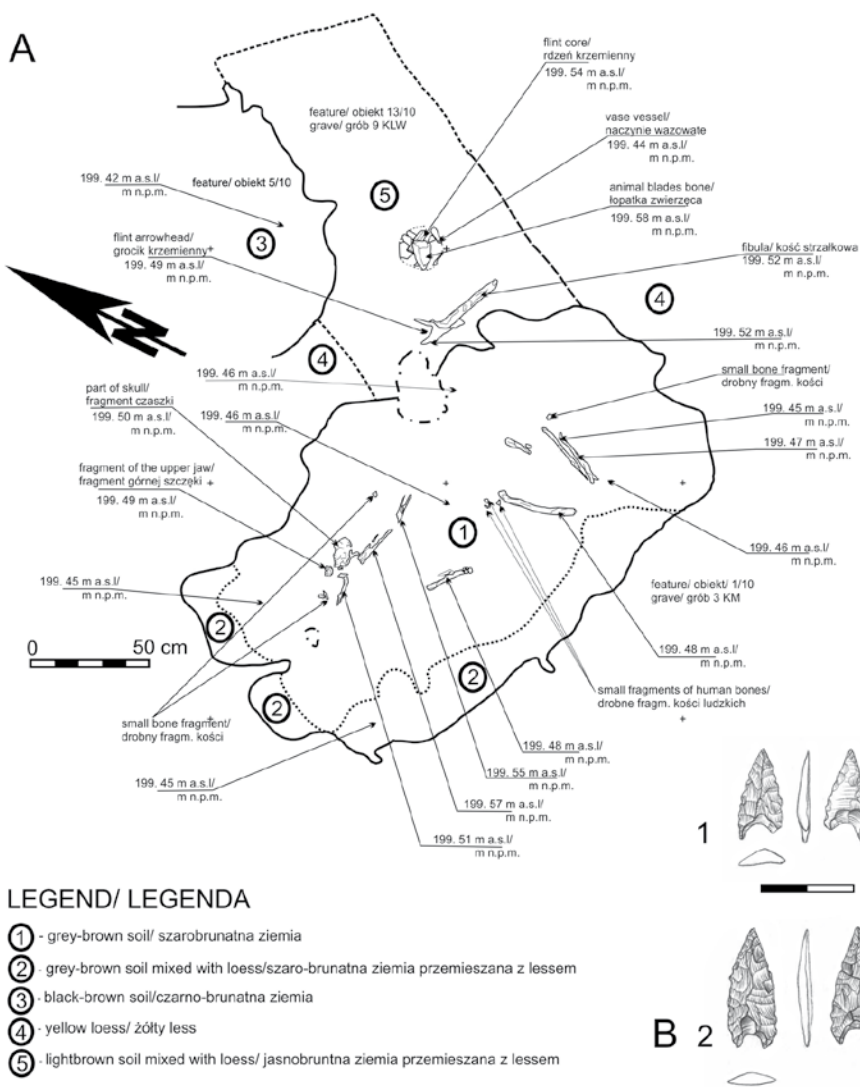 A
flint core/
rdzeń krzemienny
199. 54 m a.s.l/
m n.p.m.
feature/ obiekt 13/10
grave/ grób 9 KLW
vase vessel/
naczynie wazowate
199. 44 m a.s.l/
m n.p.m.
199. 42 m a.s.l/
m n.p.m.
feature/ obiekt 5/10
5
animal blades bone/
łopatka zwierzęca
199. 58 m a.s.l/
m n.p.m.
3
flint arrowhead/
grocik krzemienny
199. 49 m a.s.l/
m n.p.m.
fibula/ kość strzałkowa
199. 52 m a.s.l/
m n.p.m.
4
N
199. 52 m a.s.l/
m n.p.m.
4
199. 46 m a.s.l/
m n.p.m.
small bone fragment/
drobny fragm. kości
part of skull/
fragment czaszki
199. 50 m a.s.l/
m n.p.m.
199. 46 m a.s.l/
m n.p.m.
199. 45 m a.s.l/
m n.p.m.
199. 47 m a.s.l/
m n.p.m.
fragment of the upper jaw/
fragment górnej szczęki
199. 49 m a.s.l/
m n.p.m.
1
199. 46 m a.s.l/
m n.p.m.
199. 45 m a.s.l/
m n.p.m.
feature/ obiekt/ 1/10
grave/ grób 3 KM
2
0 50 cm
199. 48 m a.s.l/
m n.p.m.
2
2
small fragments of human bones/
drobne fragm. kości ludzkich
small bone fragment/
drobny fragm. kości
199. 48 m a.s.l/
m n.p.m.
199. 45 m a.s.l/
m n.p.m.
199. 55 m a.s.l/
m n.p.m.
199. 57 m a.s.l/
m n.p.m.
199. 51 m a.s.l/
m n.p.m.
1
LEGEND/ LEGENDA
1 - grey-brown soil/ szarobrunatna ziemia
2 - grey-brown soil mixed with loess/szaro-brunatna ziemia przemieszana z lessem
3 - black-brown soil/czarno-brunatna ziemia
4 - yellow loess/ żółty less
5 - lightbrown soil mixed with loess/ jasnobruntna ziemia przemieszana z lessem
B 2